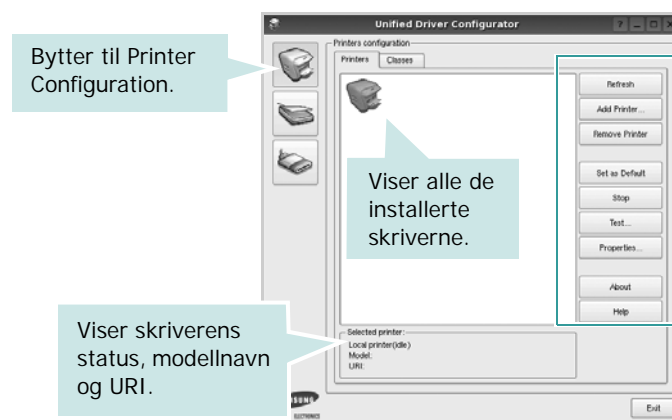 Unified Driver Configurator
Bytter til Printer
Configuration.
Printers configuration
Printers
Classes
Refresh
Add Printer...
Remove Printer
Set as Default
Stop
Test...
Properties...
About
Help
Viser alle de
installerte
skriverne.
Viser skriverens
status, modellnavn
og URI.
Selected printer:
Local printer(idle)
Model:
URI:
ELECTRONICS
Exit